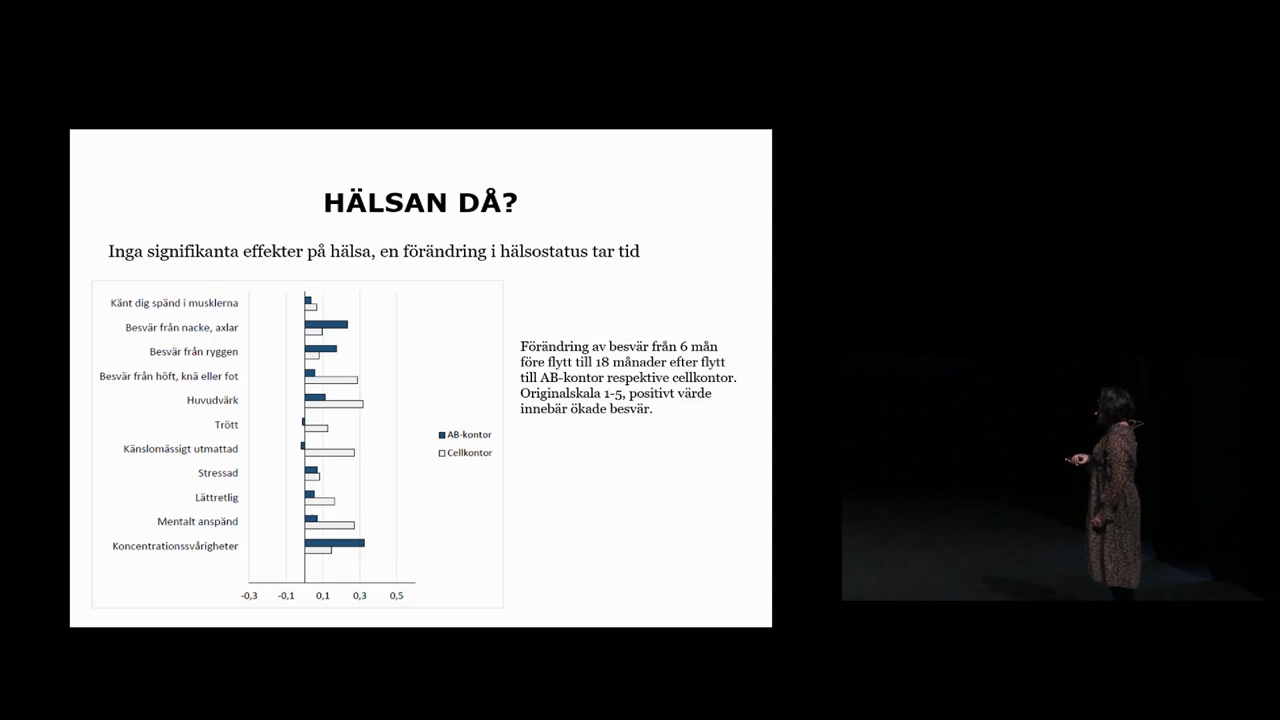 HÄLSAN DÅ?
Inga signifikanta effekter på hälsa, en förändring i hälsostatus tar tid
Känt dig spänd i musklerna
Besvär från nacke, axlar
Besvär från ryggen
Besvär från höft, knä eller fot
Huvudvärk
Trött
Känslomässigt utmattad
Stressad
Lättretlig
Mentalt anspänd
Koncentrationssvårigheter
-0,3 -0,1 0,1 0,3 0,5
AB-kontor
Cellkontor
Förändring av besvär från 6 mån
före flytt till 18 månader efter flytt
till AB-kontor respektive cellkontor.
Originalskala 1-5, positivt värde
innebär ökade besvär.